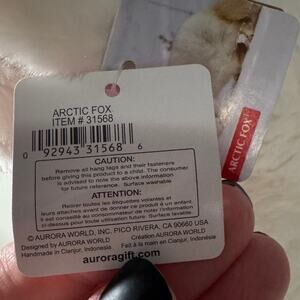 ARCTIC FOX
ITEM # 31568
0 92943 31568 6
CAUTION:
Remove all hang tags and their fasteners
before giving this product to a child. The consumer
is advised to note the above information
for future reference. Surface washable
ATTENTION:
Retirer toutes les étiquettes volantes et
leurs attaches avant de donner ce produit à un enfant.
Il est conseillé au consommateur de noter l'information
ci-dessus pour toute consultation future. Surface lavable
© AURORA WORLD, INC. PICO RIVERA, CA 90660 USA
Designed by AURORA WORLD Création AURORA WORLD
Handmade in Cianjur, Indonesia Fait à la main en Cianjur, Indonésie
auroragift.com
ARCTIC FOX